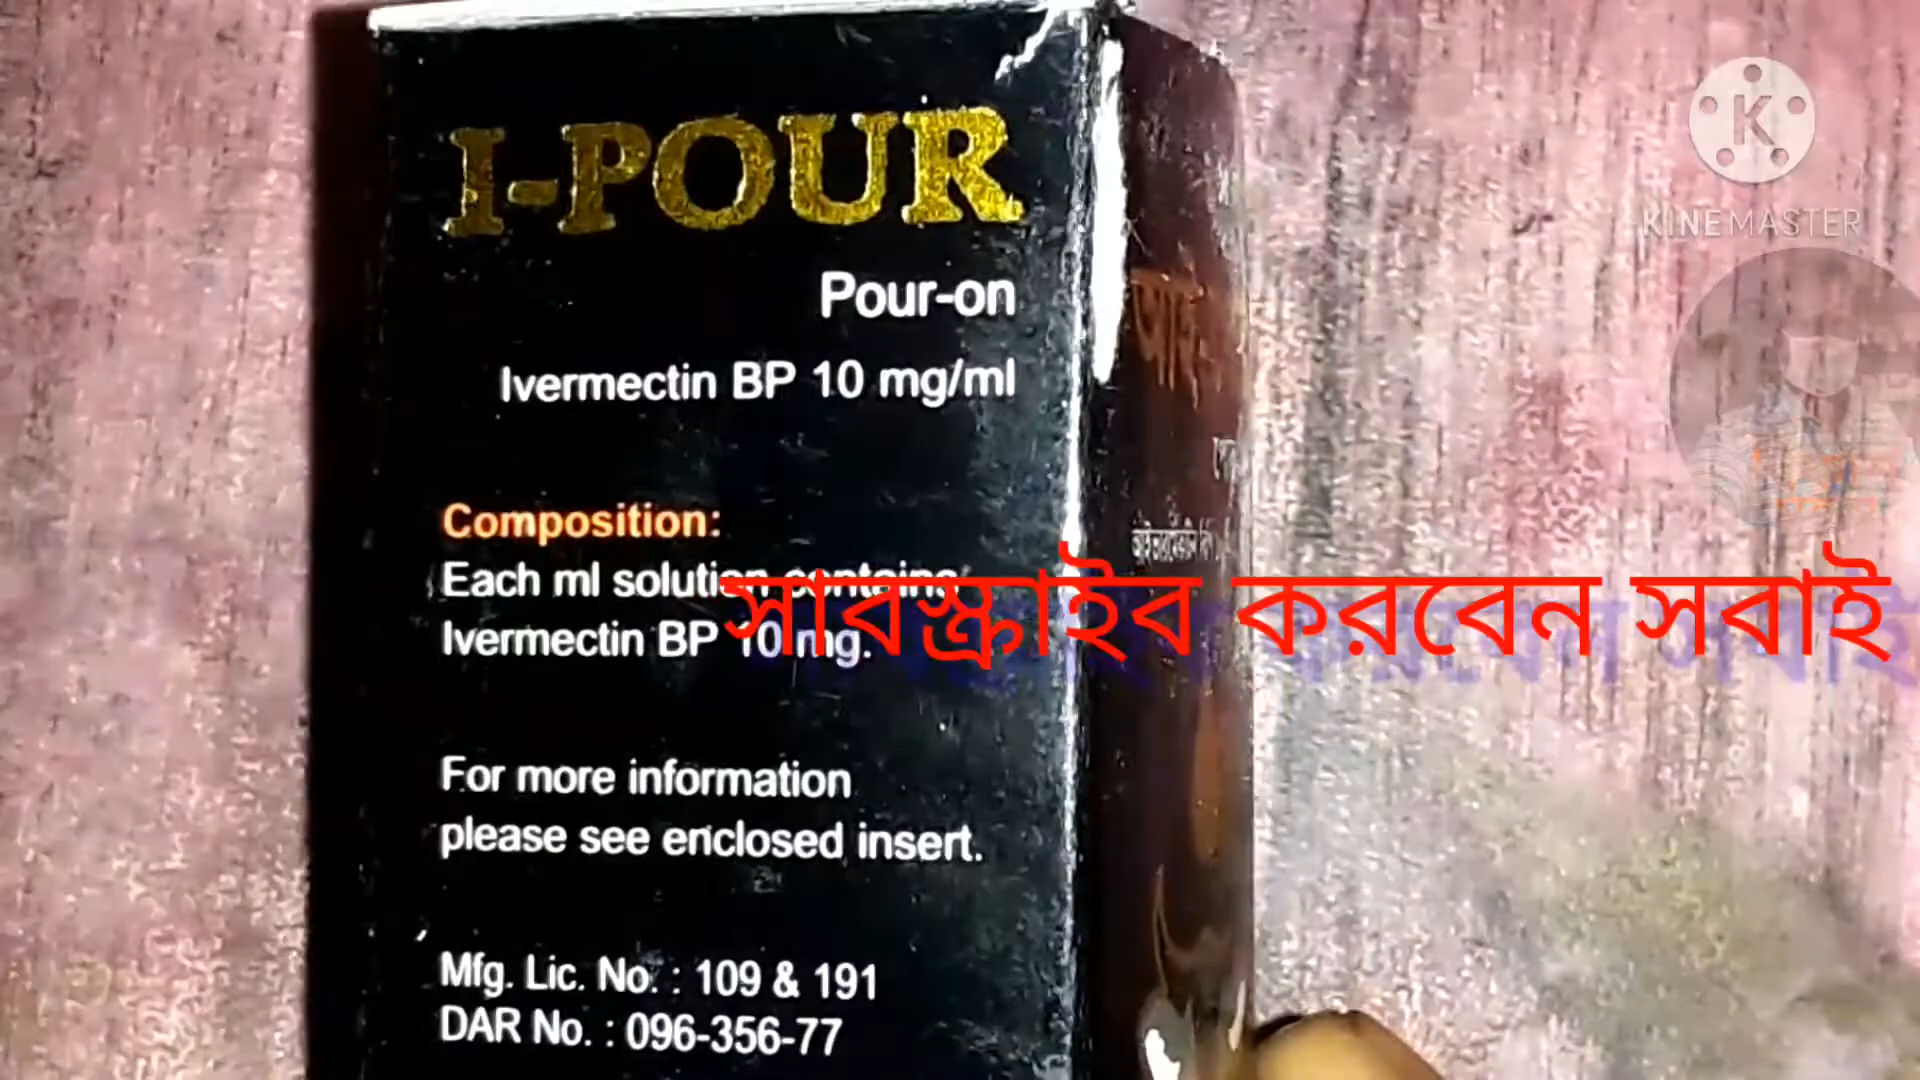 I-POUR
Pour-on
Ivermectin BP 10 mg/ml
Composition:
Each ml solution contains
Ivermectin BP 10 mg.
For more information
please see enclosed insert.
Mfg. Lic. No. : 109 & 191
DAR No. : 096-356-77
K
KINEMASTER
সাবস্ক্রাইব করবেন সবাই